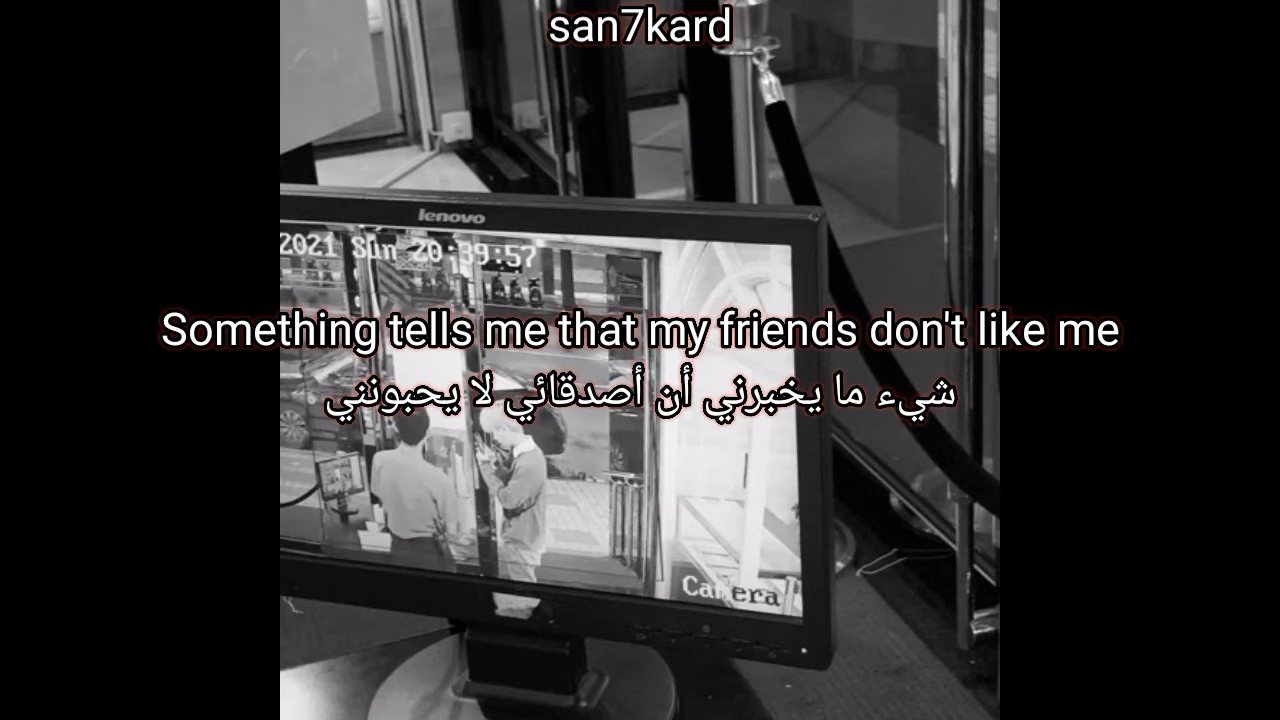 san7kard
lenovo
2021 Sun 20:39:57
Something tells me that my friends don't like me
شيء ما يخبرني أن أصدقائي لا يحبونني
Camera